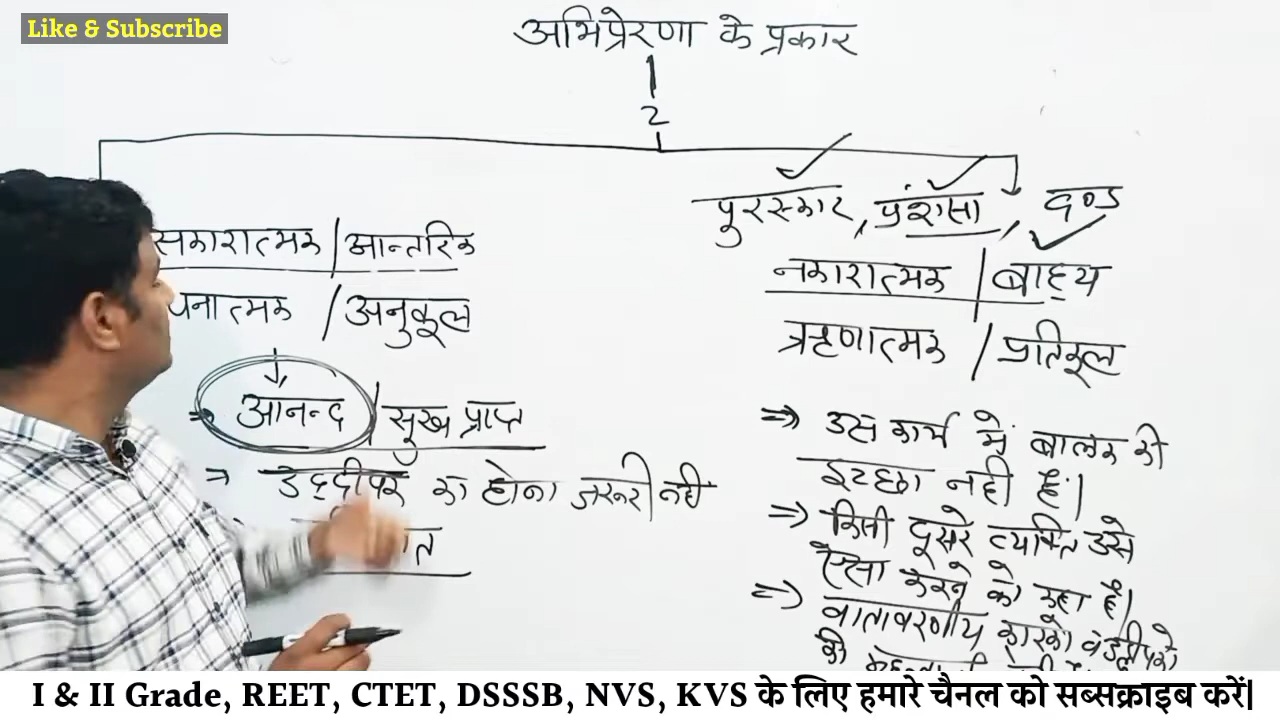 Like & Subscribe
अभिप्रेरणा के प्रकार
2
सकारात्मक / आन्तरिक
धनात्मक / अनुकूल
आनन्द / सुख प्राप्त
⇒ उद्दीपक का होना जरूरी नही
पुरस्कार, प्रंशसा, दण्ड
नकारात्मक / बाह्य
ऋणात्मक / प्रतिकूल
⇒ उस कार्य में बालक की
इच्छा नही है।
⇒ किसी दूसरे व्यक्ति उसे
ऐसा करने को कहा है।
⇒ वातावरणीय कारको व उद्दीपको
की
I & II Grade, REET, CTET, DSSSB, NVS, KVS के लिए हमारे चैनल को सब्सक्राइब करें|